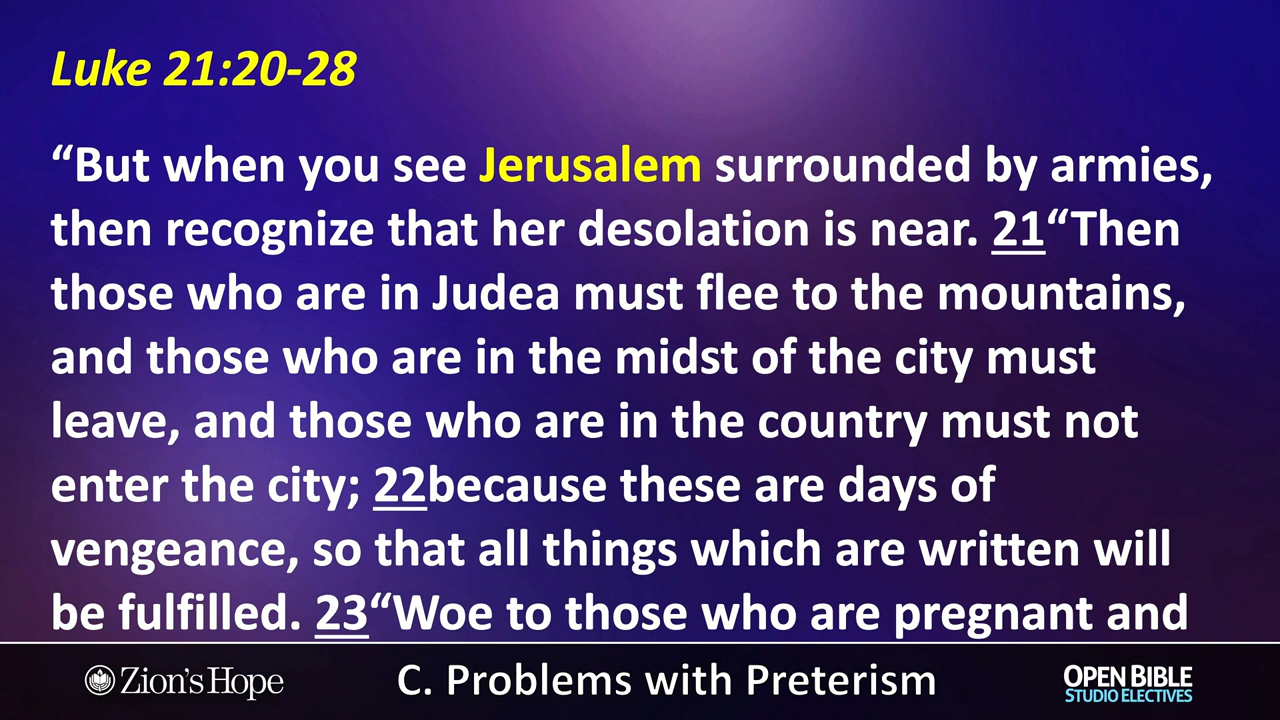 Luke 21:20-28
“But when you see Jerusalem surrounded by armies,
then recognize that her desolation is near. 21“Then
those who are in Judea must flee to the mountains,
and those who are in the midst of the city must
leave, and those who are in the country must not
enter the city; 22because these are days of
vengeance, so that all things which are written will
be fulfilled. 23“Woe to those who are pregnant and
Zion's Hope
C. Problems with Preterism
OPEN BIBLE
STUDIO ELECTIVES